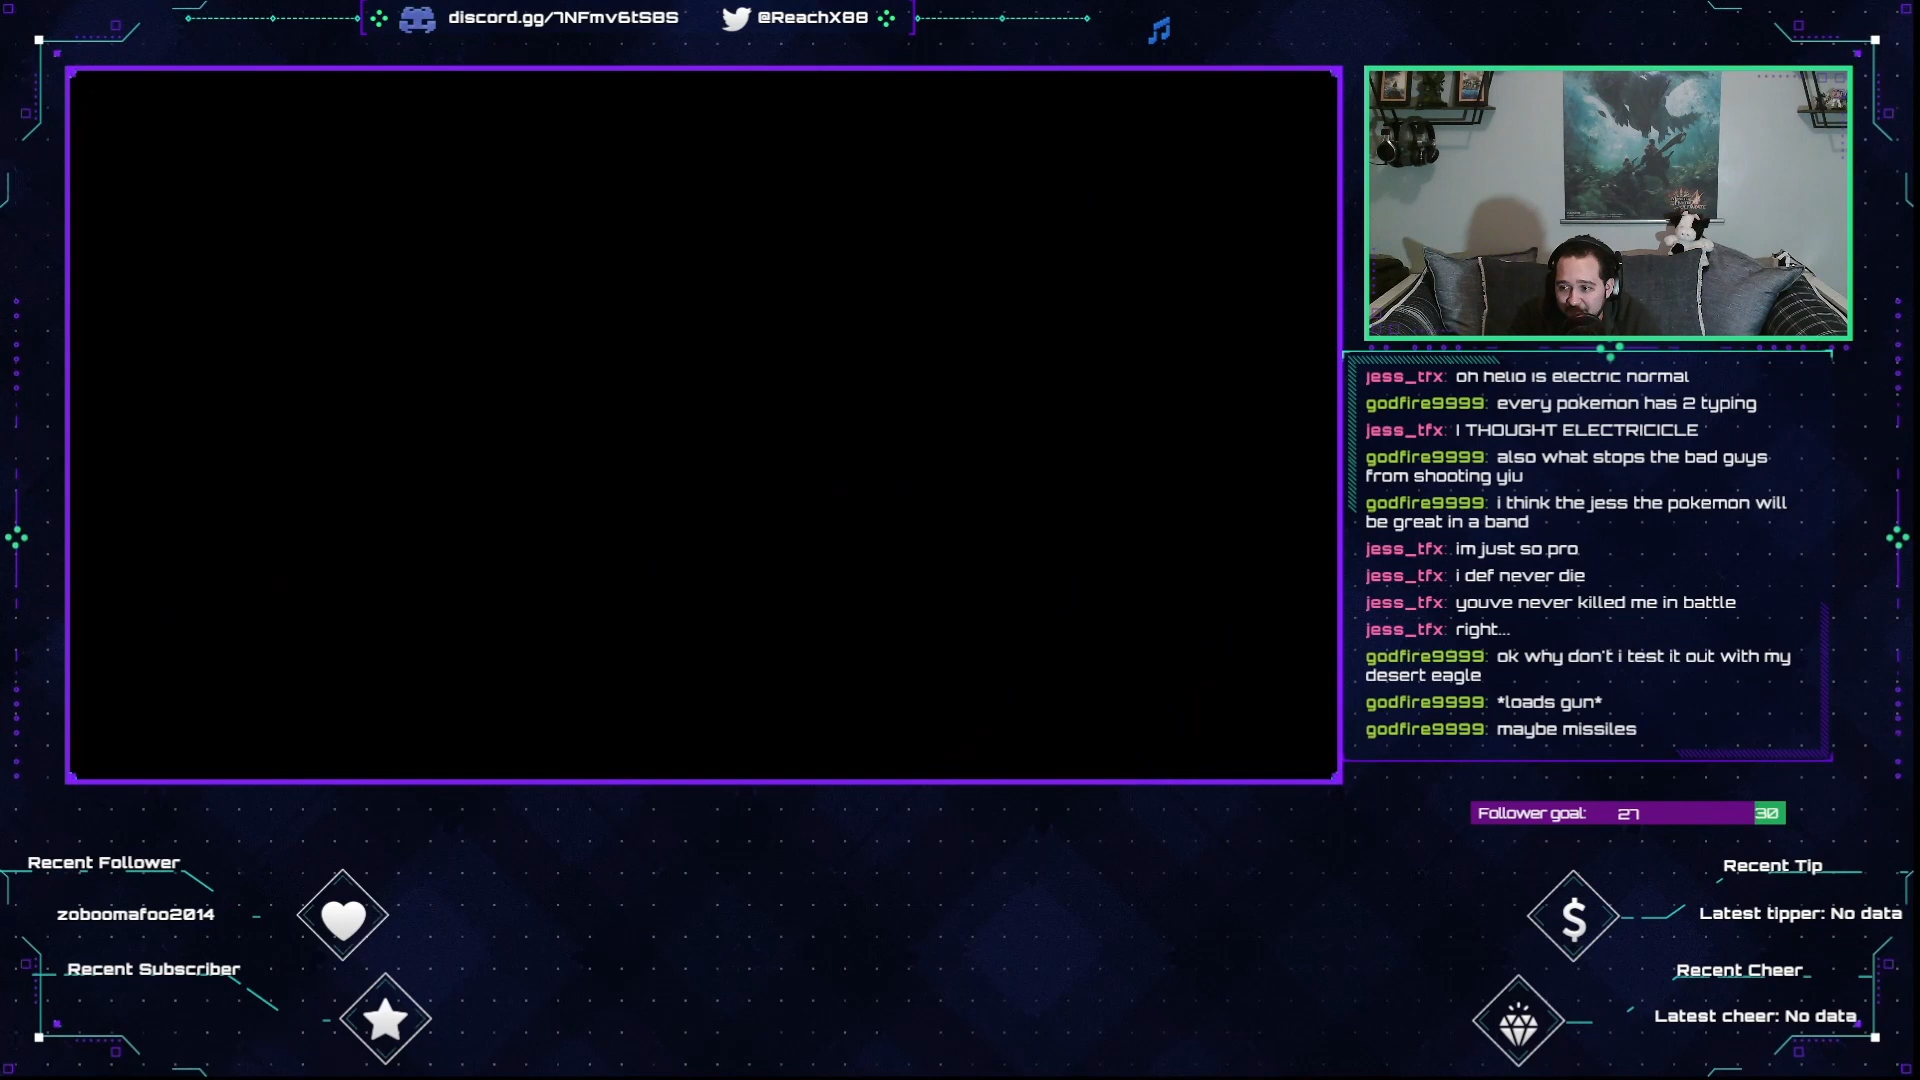 discord.gg/7NFmv6tSBS
@ReachX88
jess_tfx: oh hello is electric normal
godfire9999: every pokemon has 2 typing
jess_tfx: I THOUGHT ELECTRICICLE
godfire9999: also what stops the bad guys
from shooting yiu
godfire9999: i think the jess the pokemon will
be great in a band
jess_tfx: im just so pro
jess_tfx: i def never die
jess_tfx: youve never killed me in battle
jess_tfx: right...
godfire9999: ok why don't i test it out with my
desert eagle
godfire9999: *loads gun*
godfire9999: maybe missiles
Follower goal: 27 30
Recent Follower
zoboomafoo2014
Recent Subscriber
Recent Tip
Latest tipper: No data
Recent Cheer
Latest cheer: No data